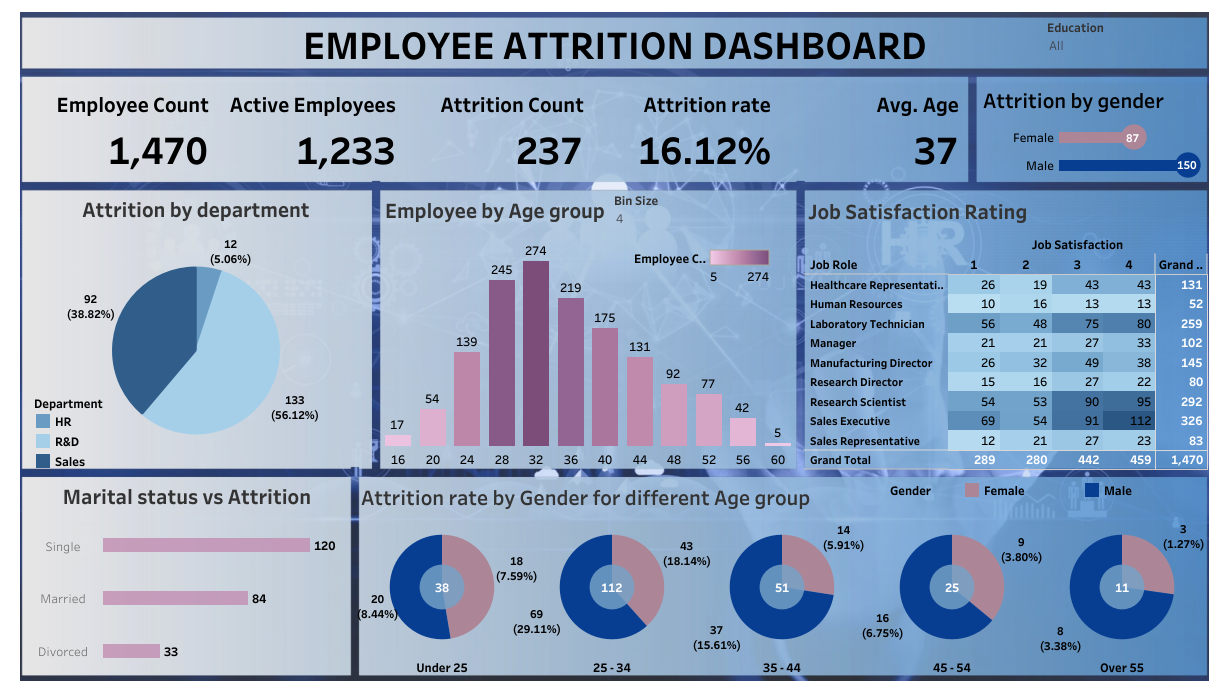 EMPLOYEE ATTRITION DASHBOARD
Education
All
Employee Count
1,470
Active Employees
1,233
Attrition Count
237
Attrition rate
16.12%
Avg. Age
37
Attrition by gender
Female 87
Male 150
Attrition by department
12
(5.06%)
92
(38.82%)
133
(56.12%)
Department
HR
R&D
Sales
Employee by Age group
Bin Size
4
Employee C..
5 274
17 54 139 245 274 219 175 131 92 77 42 5
16 20 24 28 32 36 40 44 48 52 56 60
Job Satisfaction Rating
HR
Job Satisfaction
Job Role 1 2 3 4 Grand ..
Healthcare Representati.. 26 19 43 43 131
Human Resources 10 16 13 13 52
Laboratory Technician 56 48 75 80 259
Manager 21 21 27 33 102
Manufacturing Director 26 32 49 38 145
Research Director 15 16 27 22 80
Research Scientist 54 53 90 95 292
Sales Executive 69 54 91 112 326
Sales Representative 12 21 27 23 83
Grand Total 289 280 442 459 1,470
Marital status vs Attrition
Single 120
Married 84
Divorced 33
Attrition rate by Gender for different Age group
Gender Female Male
38
18
(7.59%)
20
(8.44%)
Under 25
112
43
(18.14%)
69
(29.11%)
25 - 34
51
14
(5.91%)
37
(15.61%)
35 - 44
25
9
(3.80%)
16
(6.75%)
45 - 54
11
3
(1.27%)
8
(3.38%)
Over 55